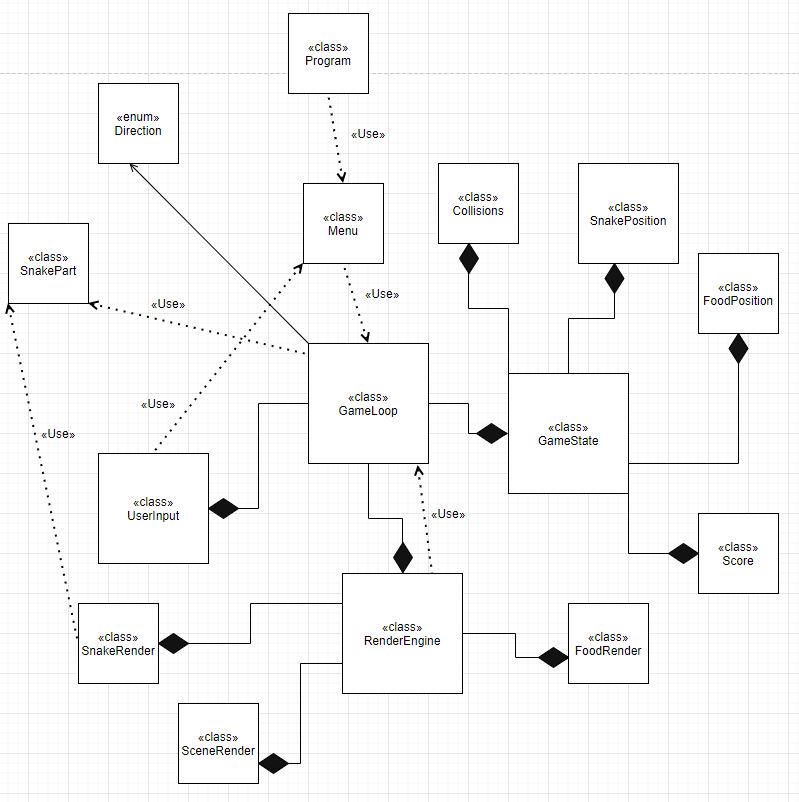 «class»
Program
«enum»
Direction
«Use»
«class»
Menu
«class»
Collisions
«class»
SnakePosition
«class»
SnakePart
«class»
FoodPosition
«Use»
«Use»
«class»
GameLoop
«Use»
«class»
GameState
«class»
UserInput
«Use»
«Use»
«class»
Score
«class»
SnakeRender
«class»
RenderEngine
«class»
FoodRender
«class»
SceneRender